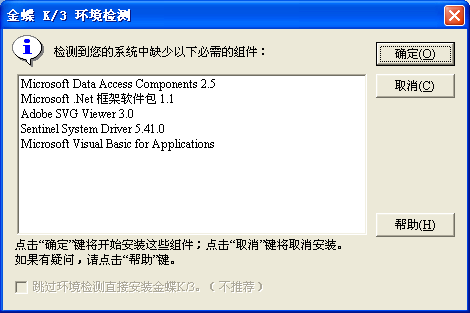 金蝶 K/3 环境检测
检测到您的系统中缺少以下必需的组件：
确定(O)
取消(C)
Microsoft Data Access Components 2.5
Microsoft .Net 框架软件包 1.1
Adobe SVG Viewer 3.0
Sentinel System Driver 5.41.0
Microsoft Visual Basic for Applications
帮助(H)
点击“确定”键将开始安装这些组件；点击“取消”键将取消安装。
如果有疑问，请点击“帮助”键。
跳过环境检测直接安装金蝶K/3。（不推荐）